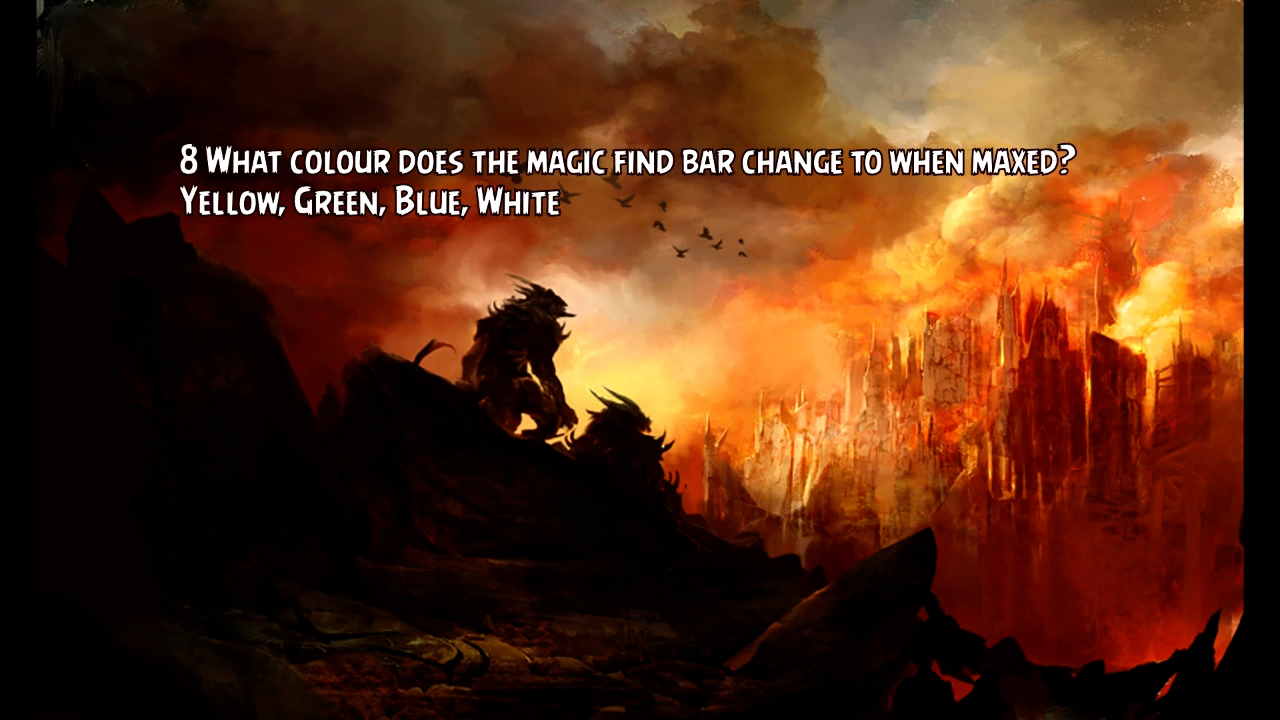 8 What colour does the magic find bar change to when maxed?
Yellow, Green, Blue, White